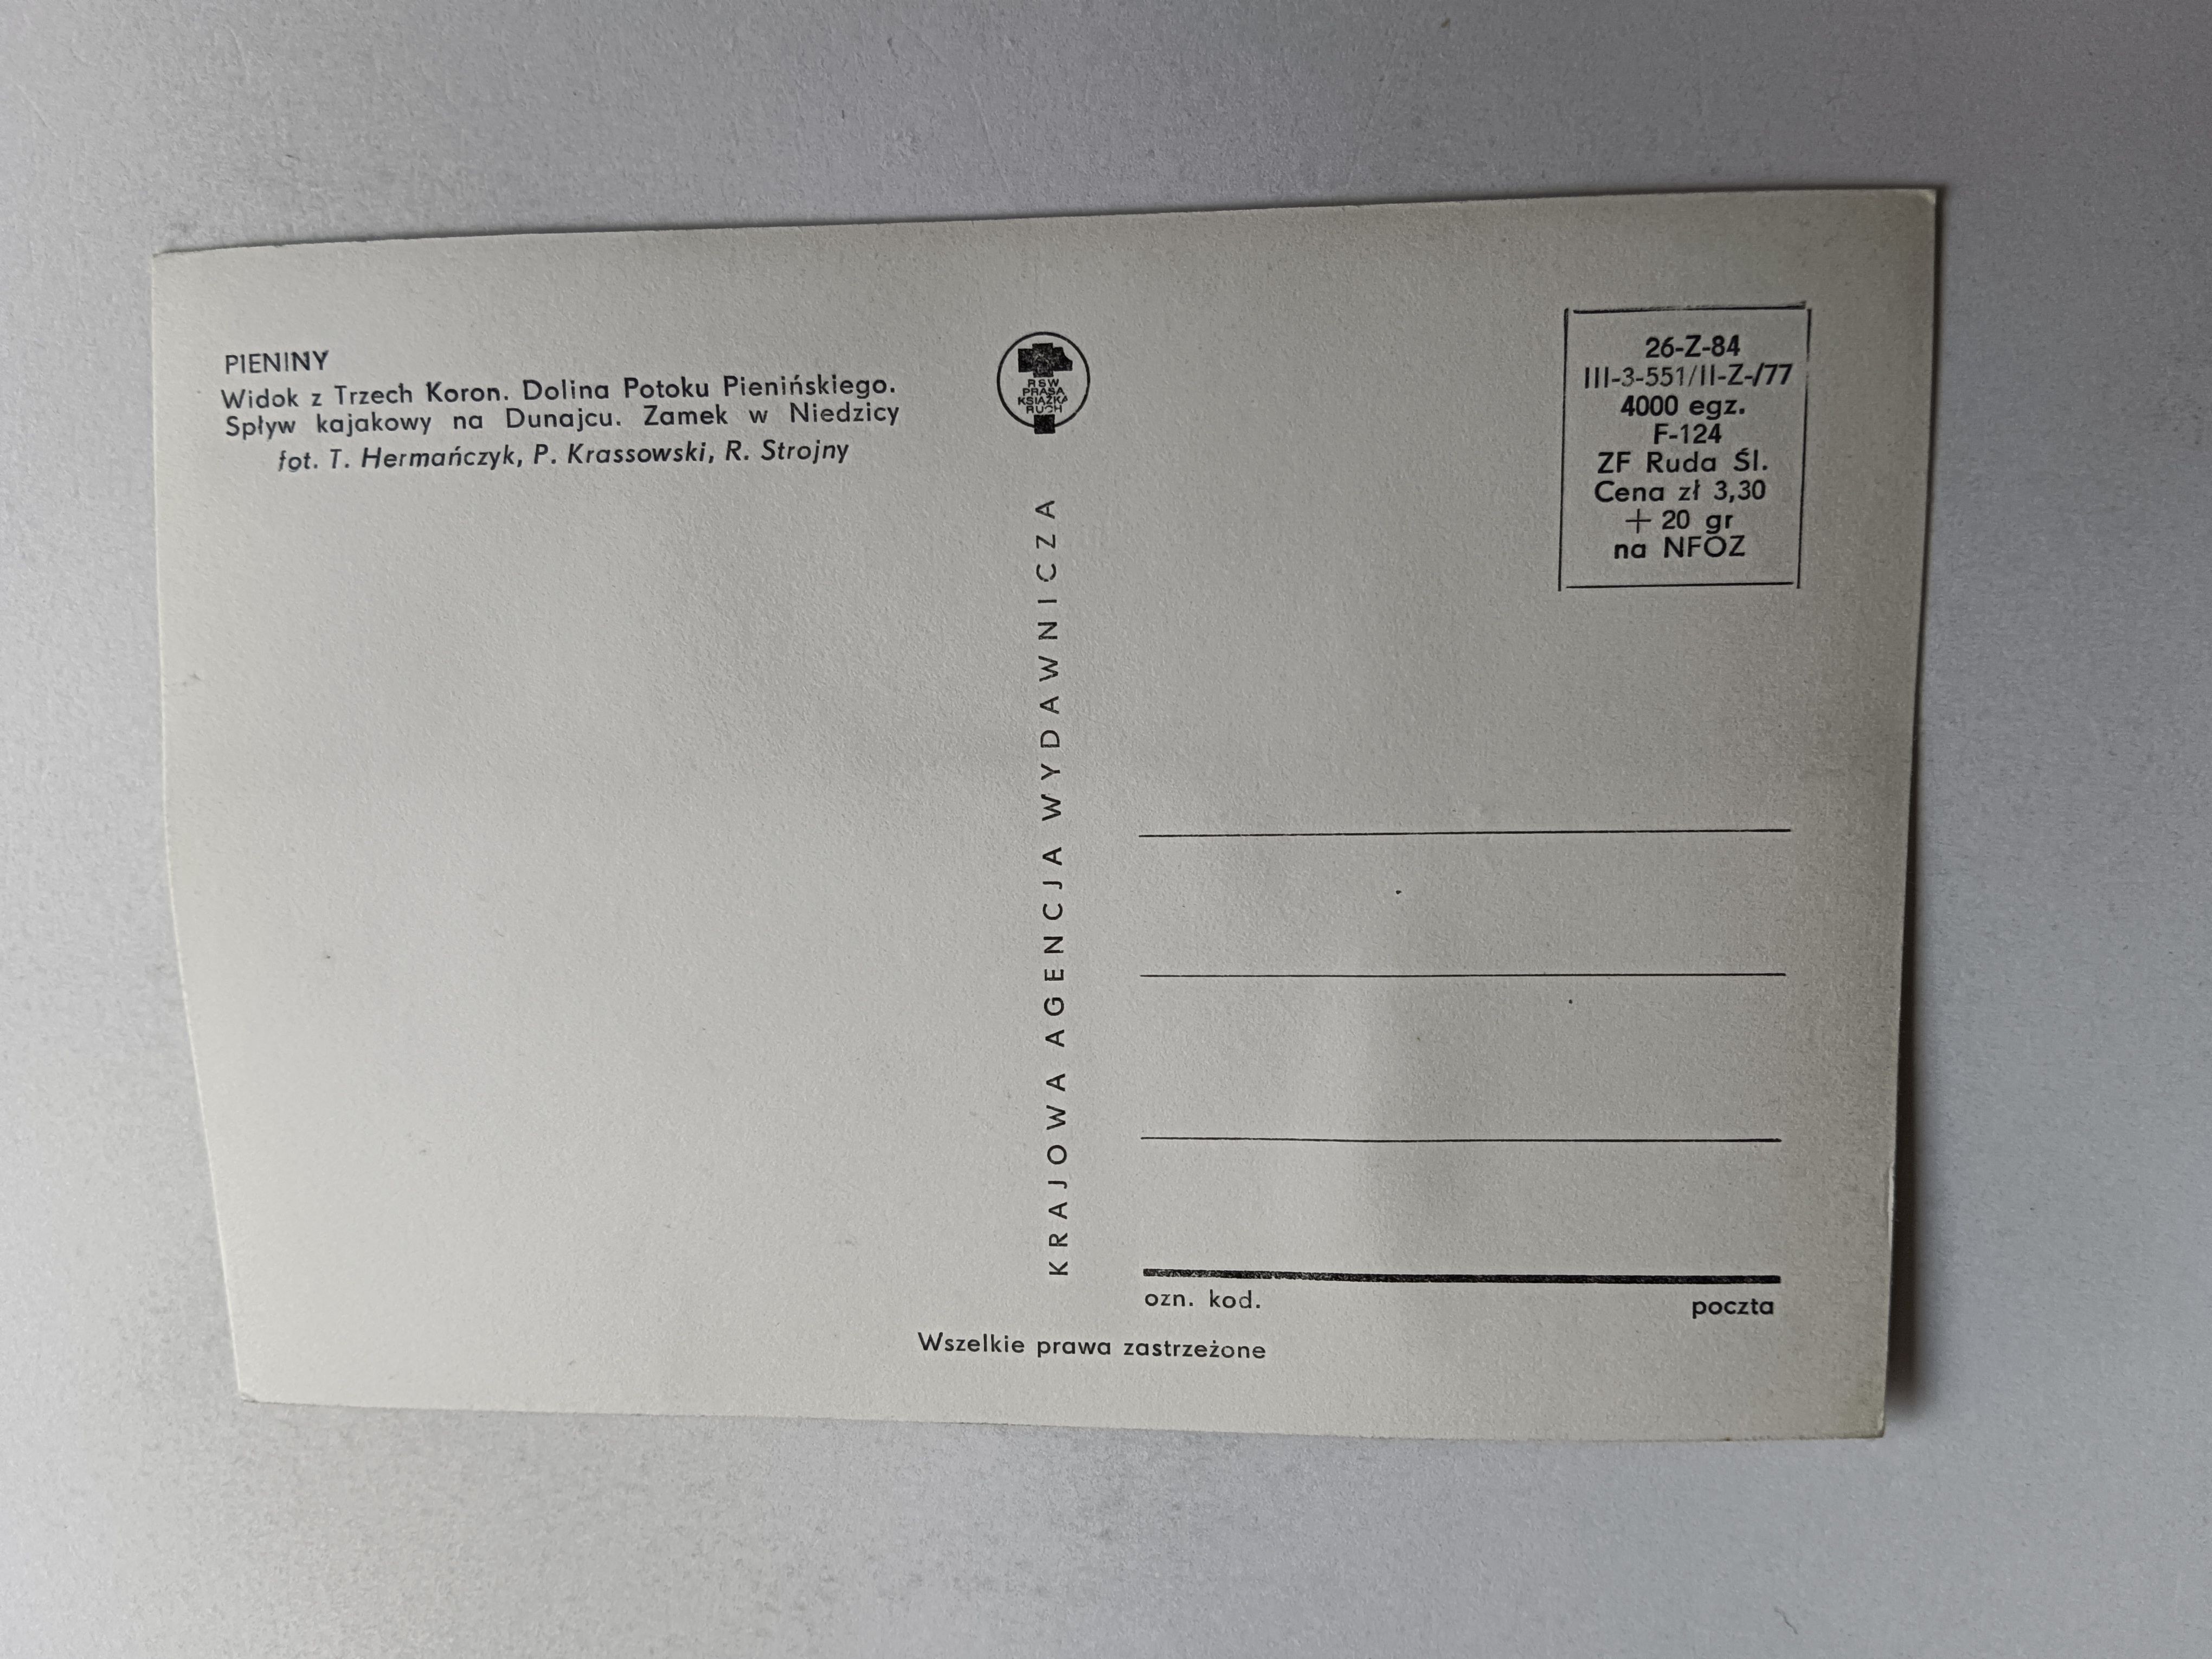 PIENINY
Widok z Trzech Koron. Dolina Potoku Pienińskiego.
Spływ kajakowy na Dunajcu. Zamek w Niedzicy
fot. T. Hermańczyk, P. Krassowski, R. Strojny
RSW
PRASA
KSIĄŻKA
RUCH
KRAJOWA AGENCJA WYDAWNICZA
26-Z-84
III-3-551/II-Z-/77
4000 egz.
F-124
ZF Ruda Śl.
Cena zł 3,30
+ 20 gr
na NFOZ
ozn. kod.
poczta
Wszelkie prawa zastrzeżone